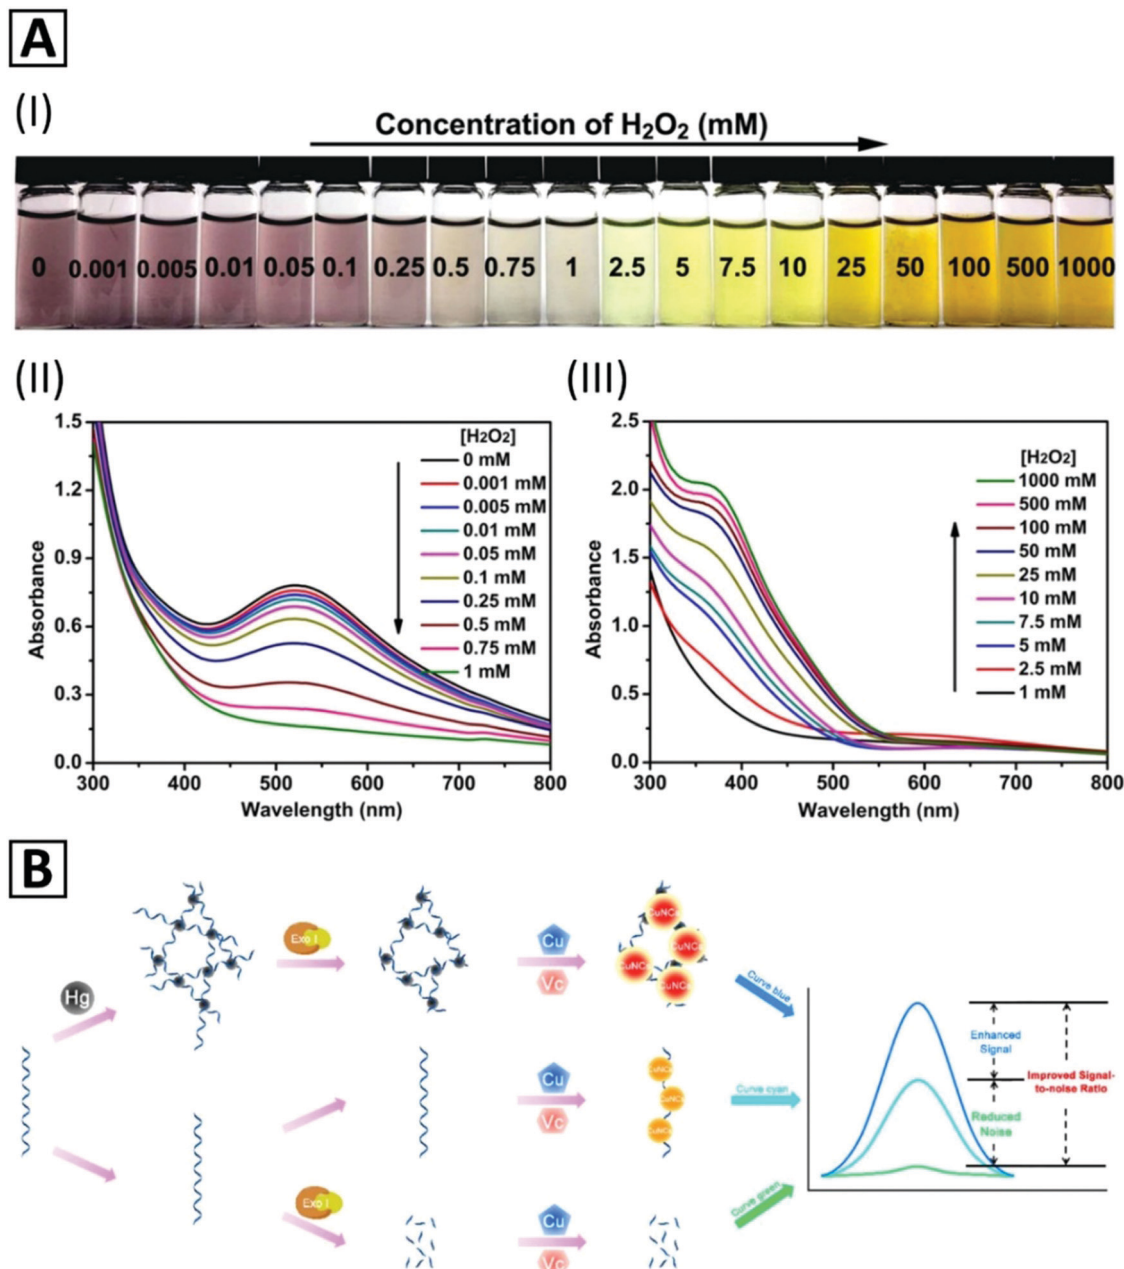 A
(I)
Concentration of H₂O₂ (mM)
0 0.001 0.005 0.01 0.05 0.1 0.25 0.5 0.75 1 2.5 5 7.5 10 25 50 100 500 1000
(II)
1.5
1.2
0.9
0.6
0.3
0.0
Absorbance
300 400 500 600 700 800
Wavelength (nm)
[H₂O₂]
0 mM
0.001 mM
0.005 mM
0.01 mM
0.05 mM
0.1 mM
0.25 mM
0.5 mM
0.75 mM
1 mM
(III)
2.5
2.0
1.5
1.0
0.5
0.0
Absorbance
300 400 500 600 700 800
Wavelength (nm)
[H₂O₂]
1000 mM
500 mM
100 mM
50 mM
25 mM
10 mM
7.5 mM
5 mM
2.5 mM
1 mM
B
Hg
Exo I
Cu
Vc
CuNCs
CuNCs
CuNCs
CuNCs
Curve blue
Cu
Vc
CuNCs
CuNCs
CuNCs
Curve cyan
Exo I
Cu
Vc
Curve green
Enhanced
Signal
Improved Signal-
to-noise Ratio
Reduced
Noise